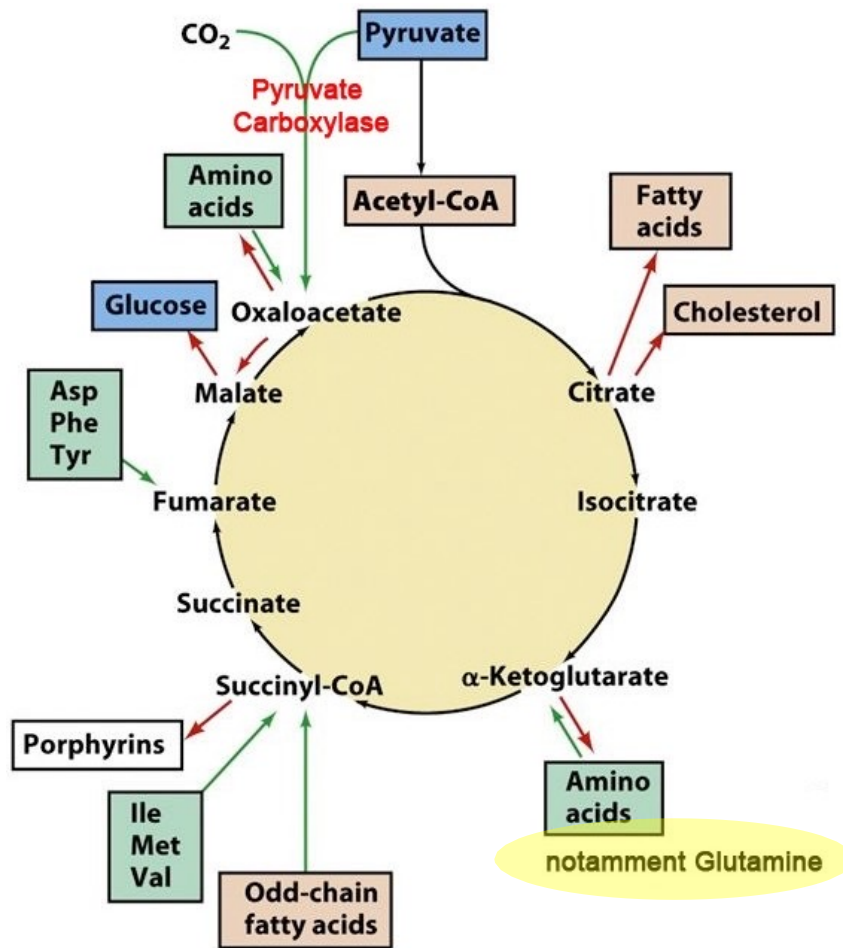 CO₂
Pyruvate
Pyruvate
Carboxylase
Amino
acids
Acetyl-CoA
Fatty
acids
Glucose
Oxaloacetate
Cholesterol
Malate
Citrate
Asp
Phe
Tyr
Fumarate
Isocitrate
Succinate
Succinyl-CoA
α-Ketoglutarate
Porphyrins
Amino
acids
Ile
Met
Val
notamment Glutamine
Odd-chain
fatty acids